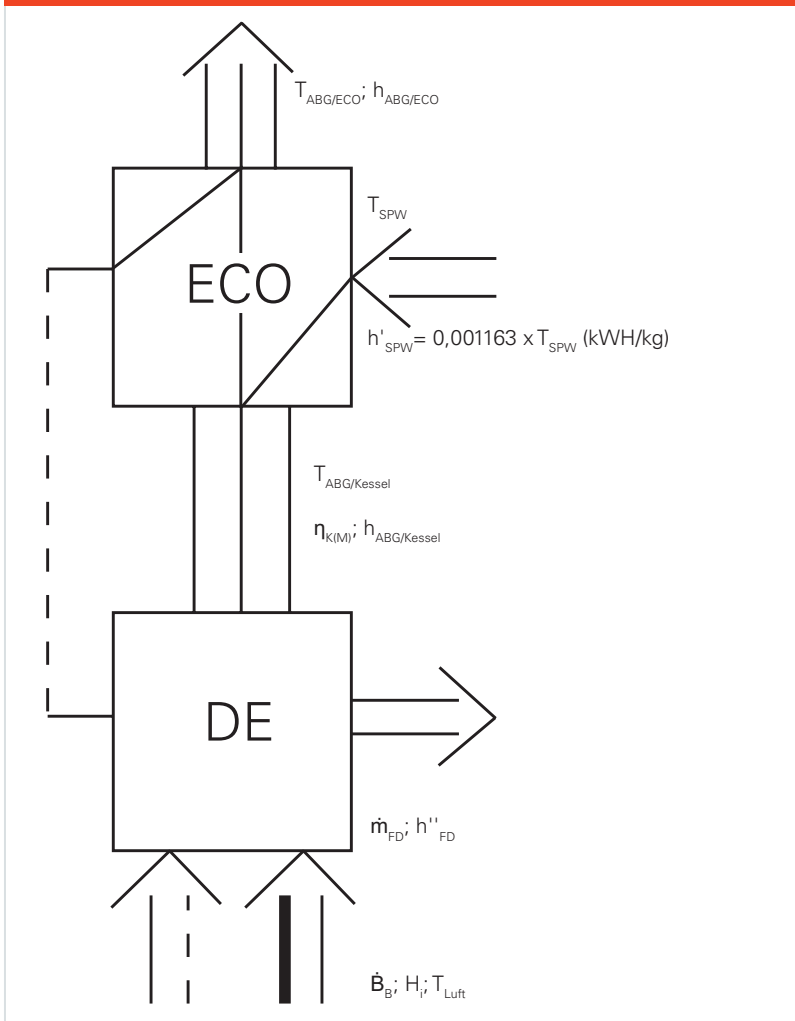 T_ABG/ECO; h_ABG/ECO
T_SPW
ECO
h'_SPW= 0,001163 x T_SPW (kWH/kg)
T_ABG/Kessel
η_K(M); h_ABG/Kessel
DE
ṁ_FD; h''_FD
Ḃ_B; H_i; T_Luft